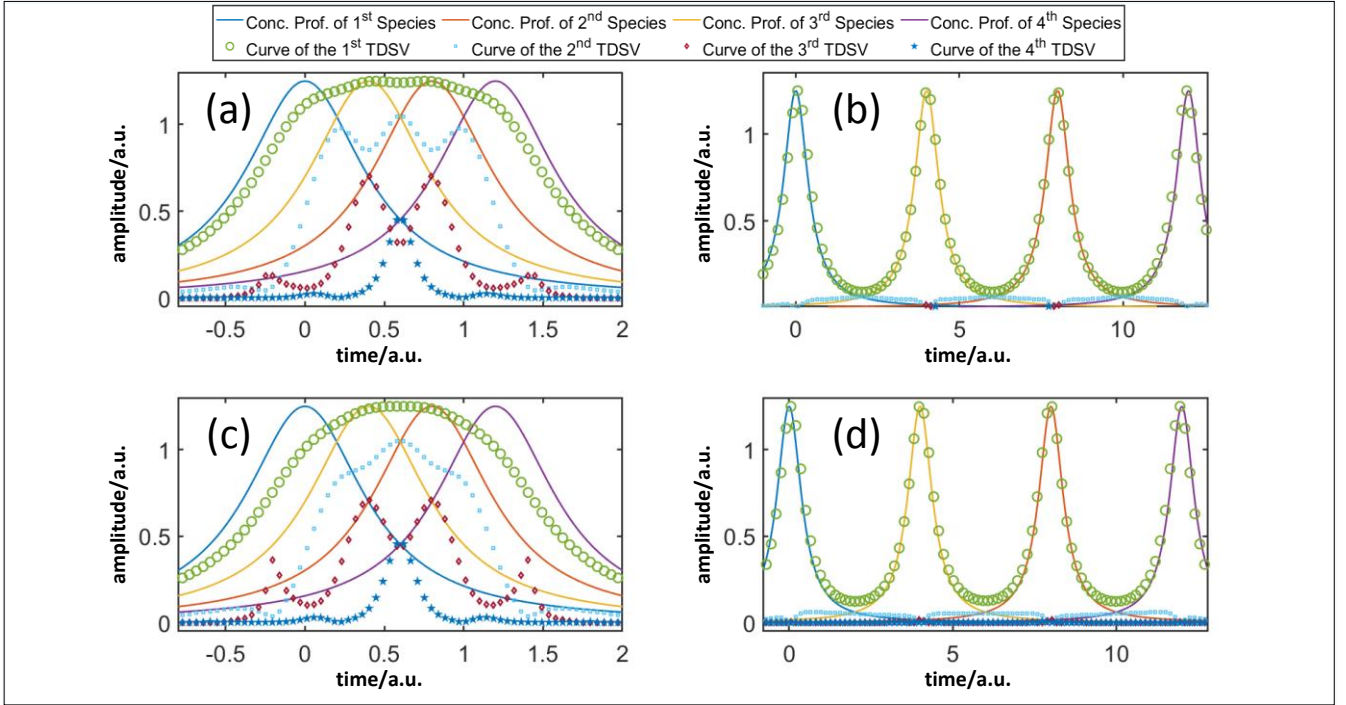 Conc. Prof. of 1st Species Conc. Prof. of 2nd Species Conc. Prof. of 3rd Species Conc. Prof. of 4th Species
Curve of the 1st TDSV Curve of the 2nd TDSV Curve of the 3rd TDSV Curve of the 4th TDSV
(a)
amplitude/a.u.
1
0.5
0
-0.5 0 0.5 1 1.5 2
time/a.u.
(b)
amplitude/a.u.
1
0.5
0 5 10
time/a.u.
(c)
amplitude/a.u.
1
0.5
0
-0.5 0 0.5 1 1.5 2
time/a.u.
(d)
amplitude/a.u.
1
0.5
0
0 5 10
time/a.u.